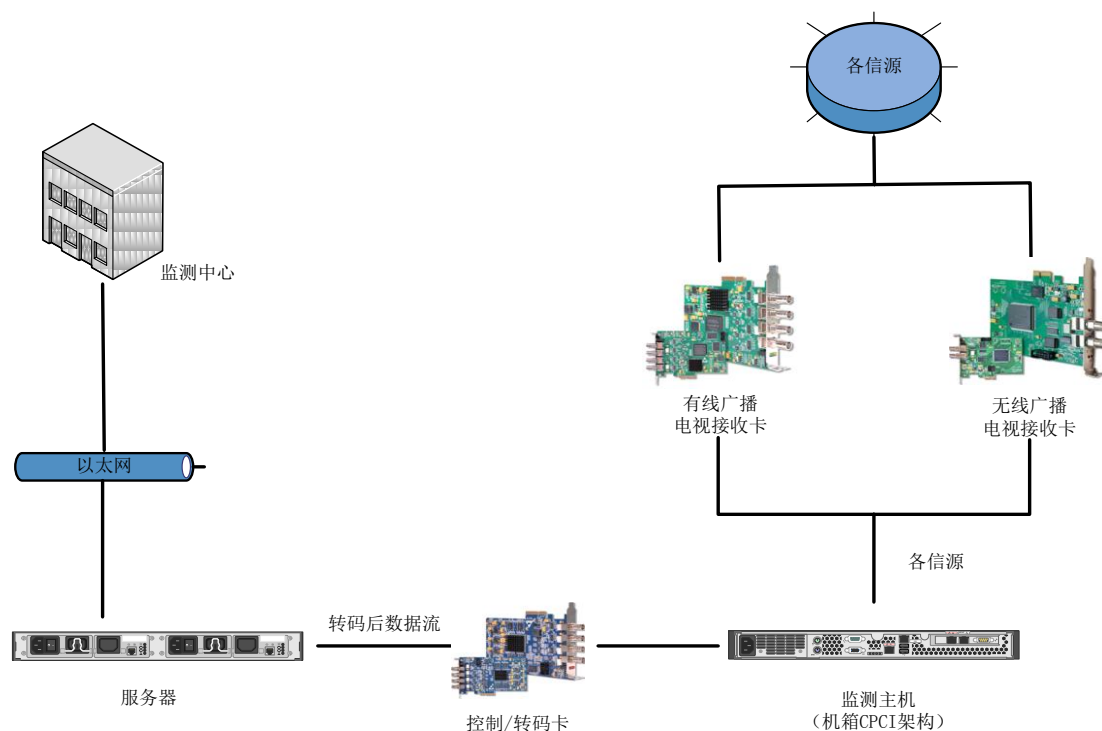 各信源
监测中心
有线广播
电视接收卡
无线广播
电视接收卡
以太网
各信源
转码后数据流
服务器
控制/转码卡
监测主机
（机箱CPCI架构）